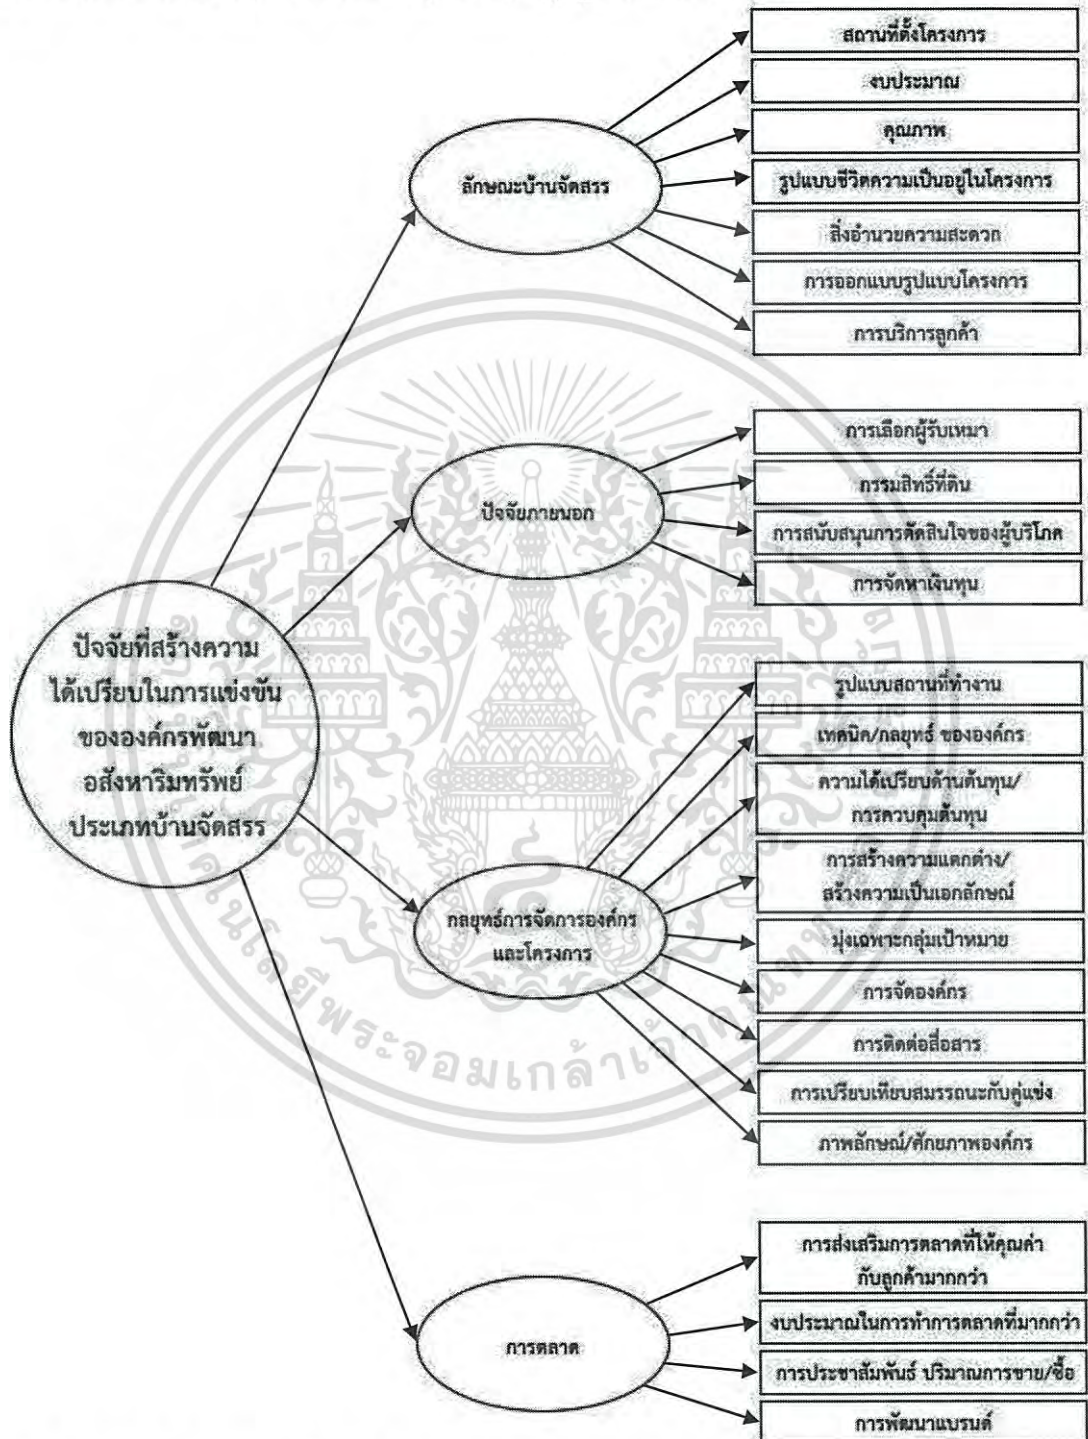 สถานที่ตั้งโครงการ
งบประมาณ
คุณภาพ
ลักษณะบ้านจัดสรร
รูปแบบชีวิตความเป็นอยู่ในโครงการ
สิ่งอำนวยความสะดวก
การออกแบบรูปแบบโครงการ
การบริการลูกค้า
การเลือกผู้รับเหมา
กรรมสิทธิ์ที่ดิน
ปัจจัยภายนอก
การสนับสนุนการตัดสินใจของผู้บริโภค
การจัดหาเงินทุน
ปัจจัยที่สร้างความ
ได้เปรียบในการแข่งขัน
ขององค์กรพัฒนา
อสังหาริมทรัพย์
ประเภทบ้านจัดสรร
รูปแบบสถานที่ทำงาน
เทคนิค/กลยุทธ์ ขององค์กร
ความได้เปรียบด้านต้นทุน/
การควบคุมต้นทุน
การสร้างความแตกต่าง/
สร้างความเป็นเอกลักษณ์
กลยุทธ์การจัดการองค์กร
และโครงการ
มุ่งเฉพาะกลุ่มเป้าหมาย
การจัดองค์กร
การติดต่อสื่อสาร
การเปรียบเทียบสมรรถนะกับคู่แข่ง
ภาพลักษณ์/ศักยภาพองค์กร
การส่งเสริมการตลาดที่ให้คุณค่า
กับลูกค้ามากกว่า
งบประมาณในการทำการตลาดที่มากกว่า
การตลาด
การประชาสัมพันธ์ ปริมาณการขาย/ซื้อ
การพัฒนาแบรนด์
พระจอมเกล้าเจ้า